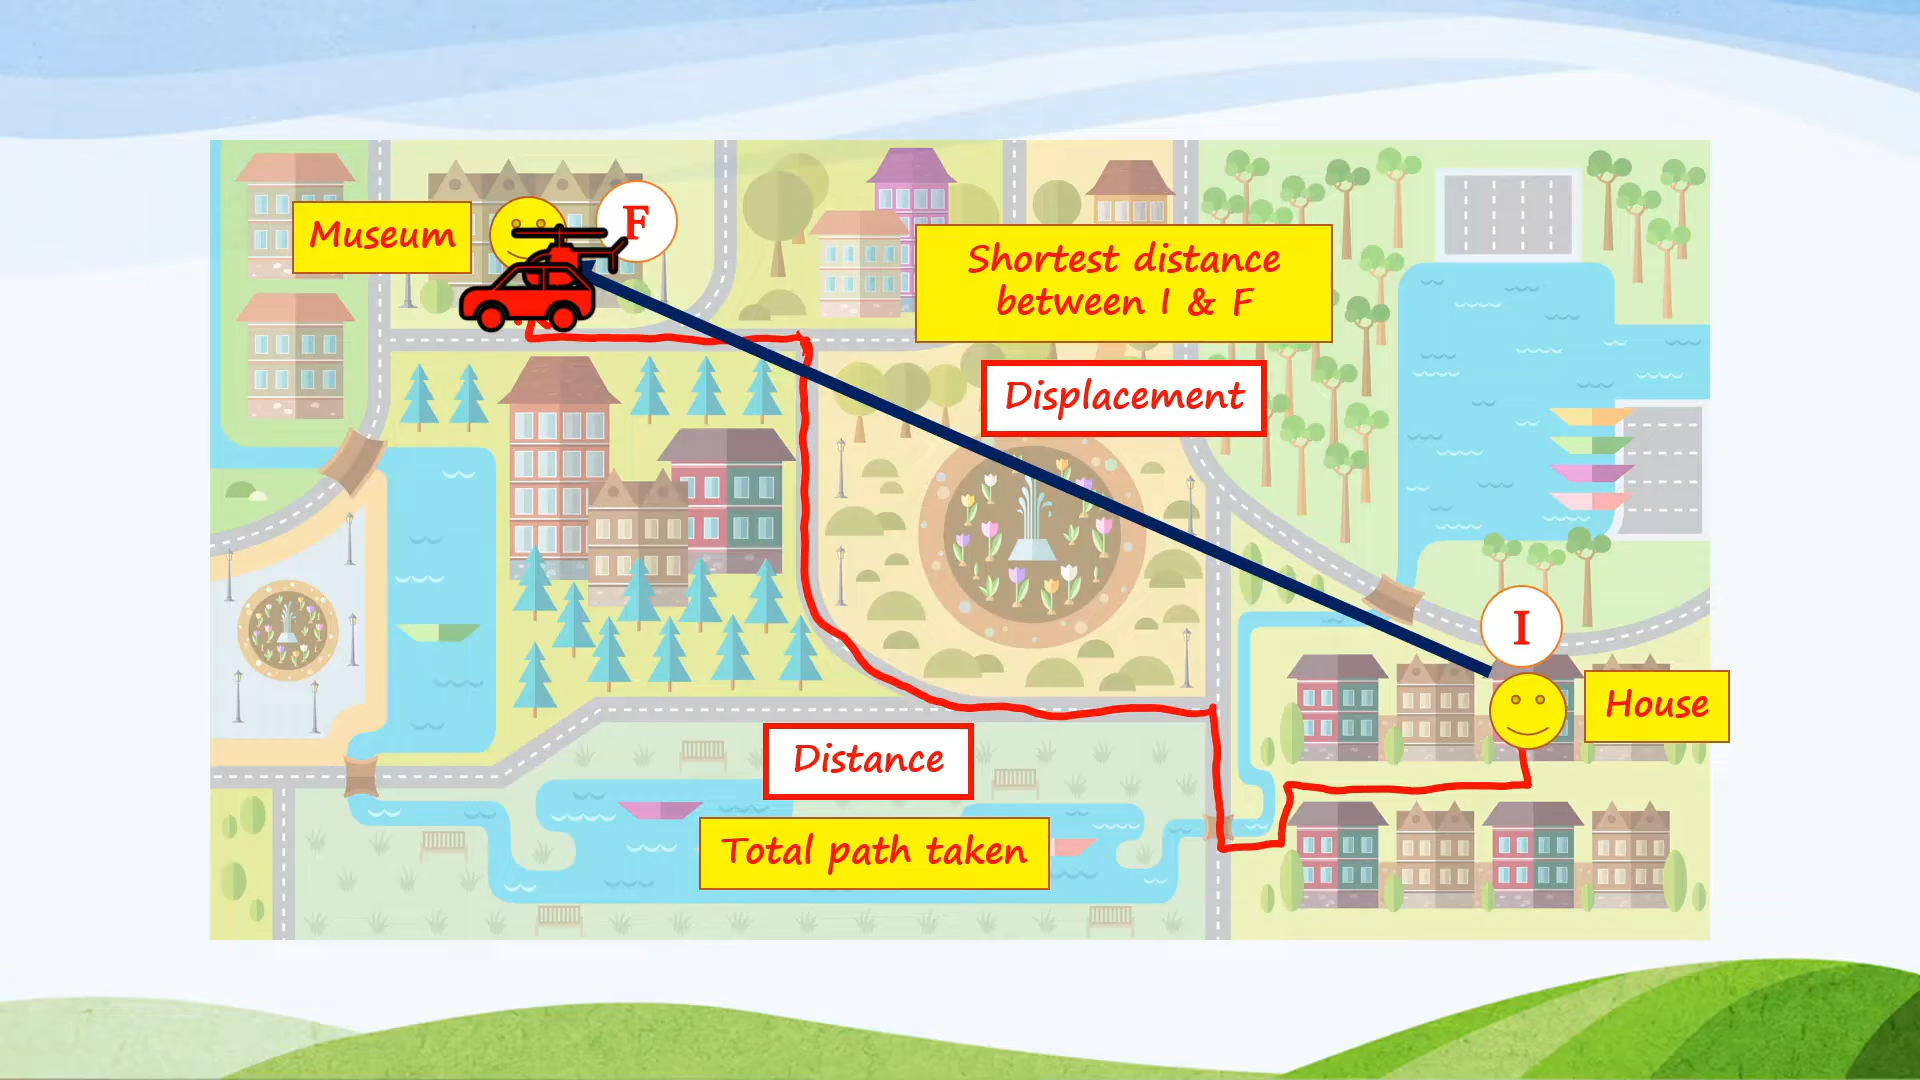 Museum
F
Shortest distance
between I & F
Displacement
I
House
Distance
Total path taken